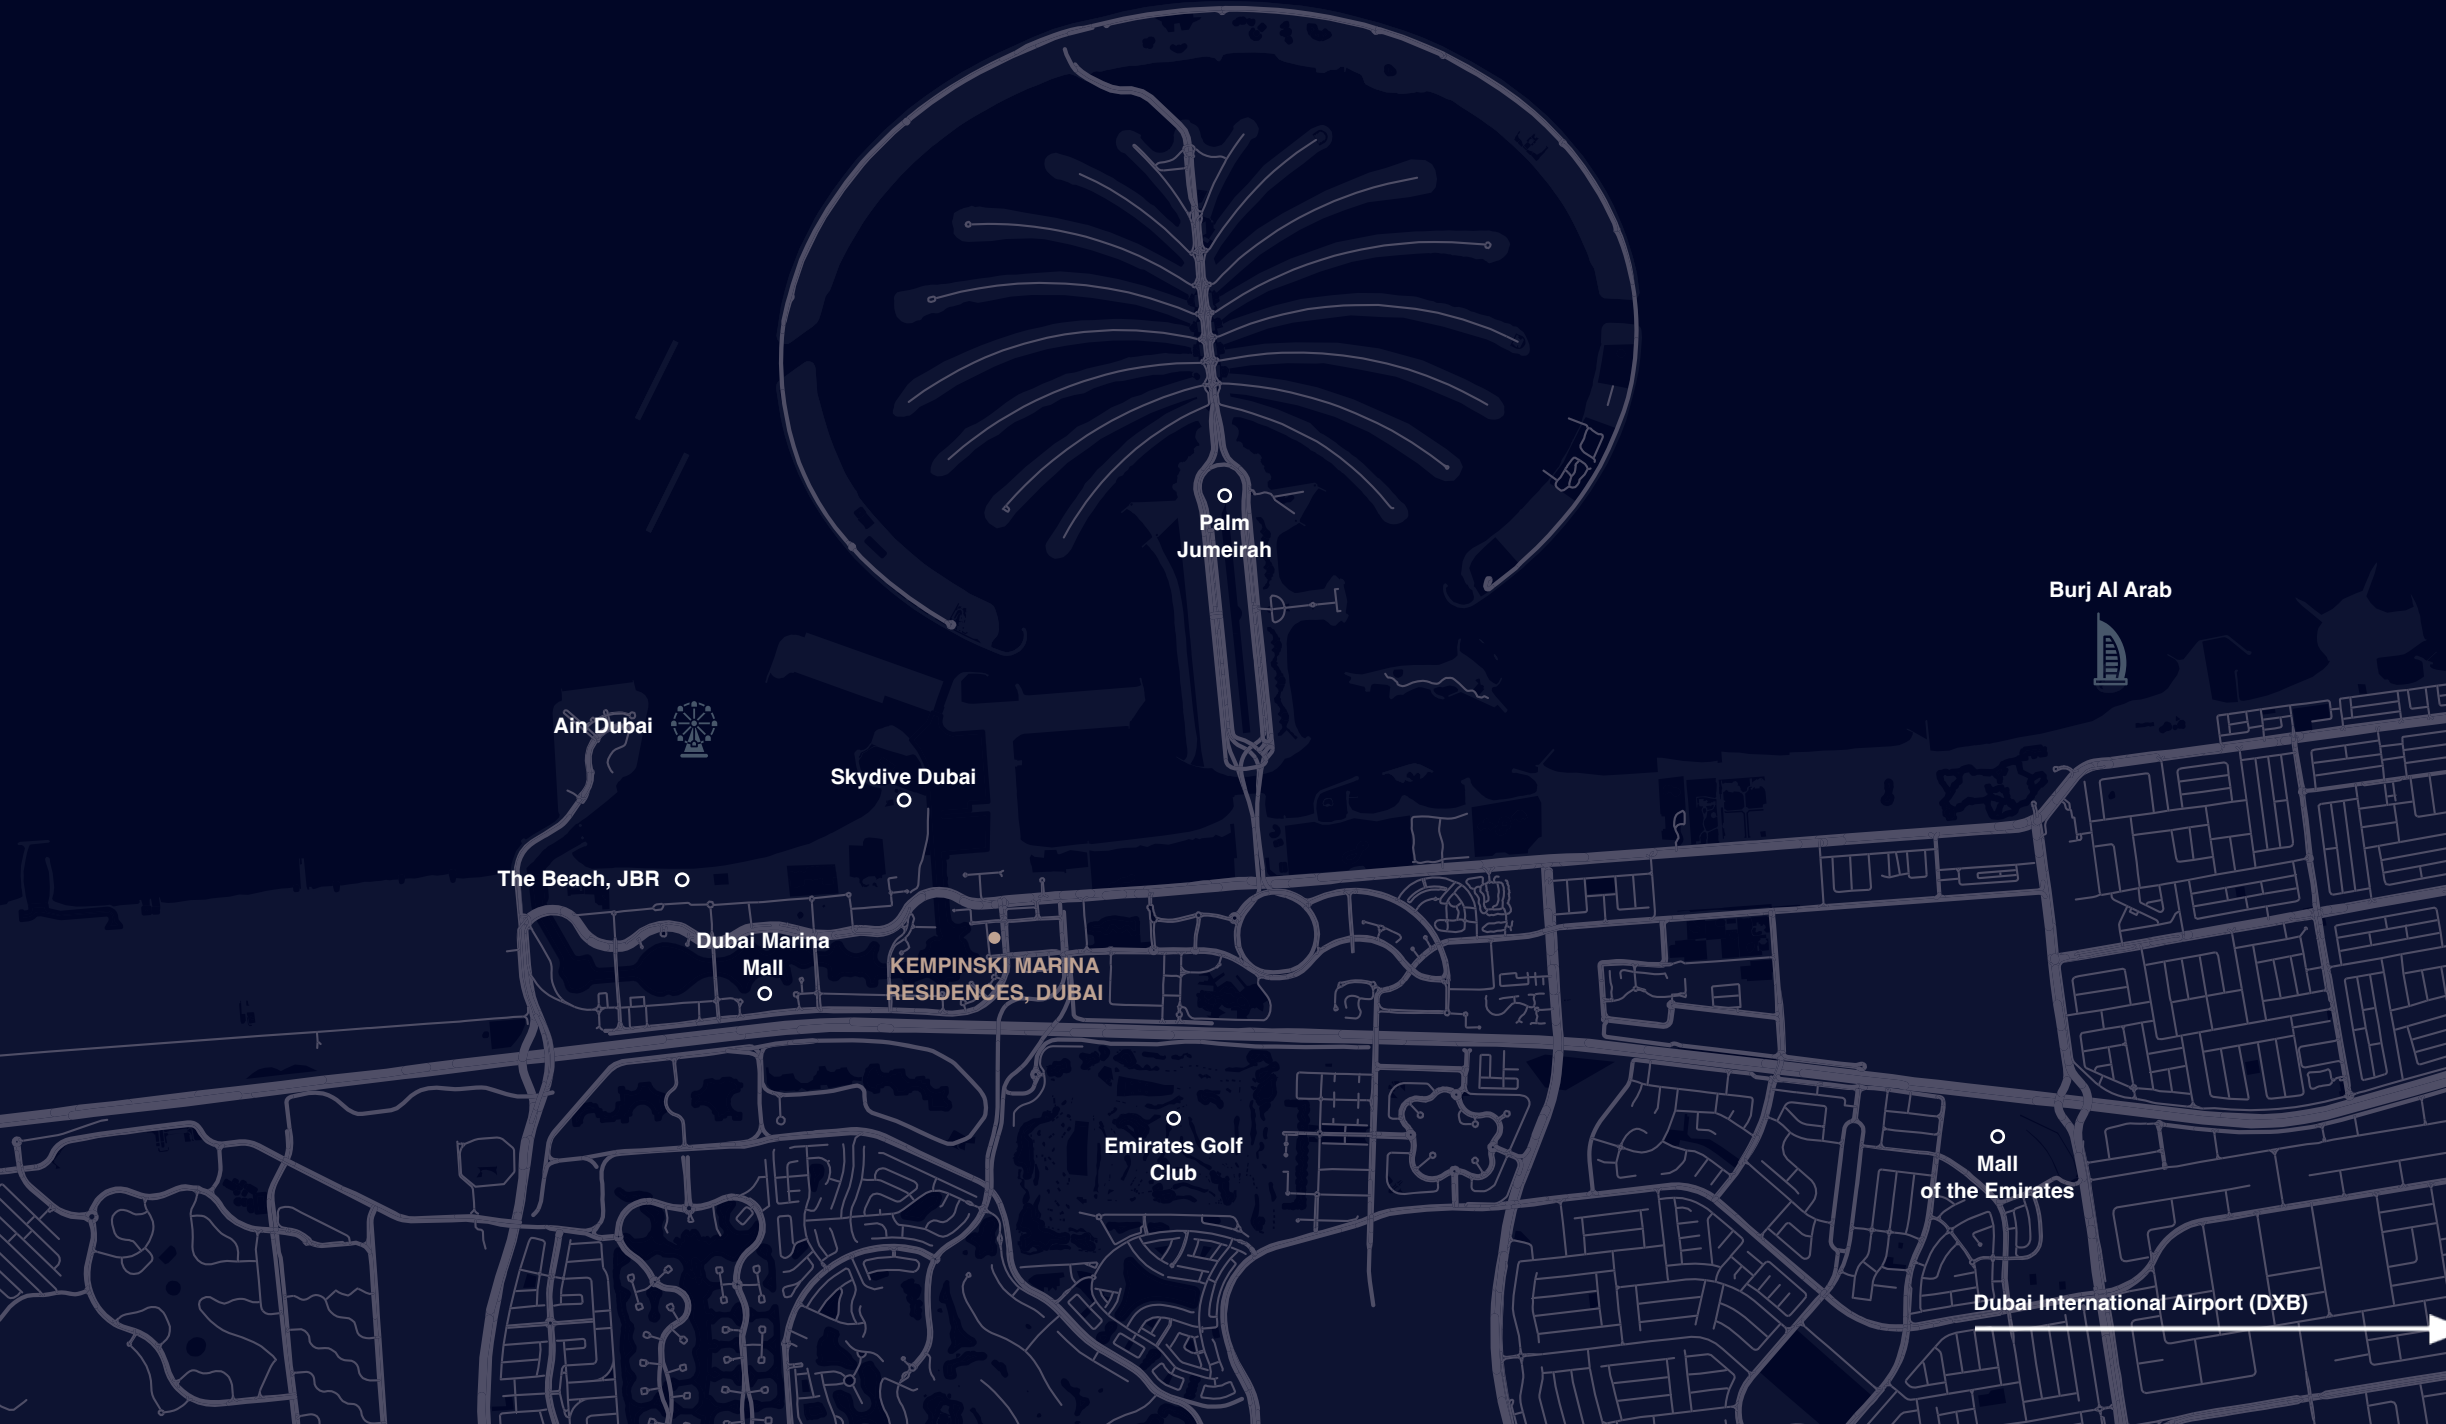 Palm
Jumeirah
Burj Al Arab
Ain Dubai
Skydive Dubai
The Beach, JBR
Dubai Marina
Mall
KEMPINSKI MARINA
RESIDENCES, DUBAI
Emirates Golf
Club
Mall
of the Emirates
Dubai International Airport (DXB)